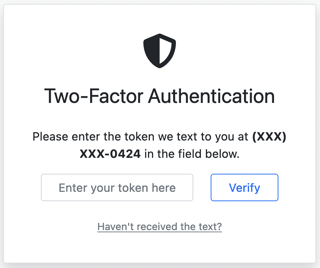 Two-Factor Authentication
Please enter the token we text to you at (XXX)
XXX-0424 in the field below.
Enter your token here Verify
Haven't received the text?